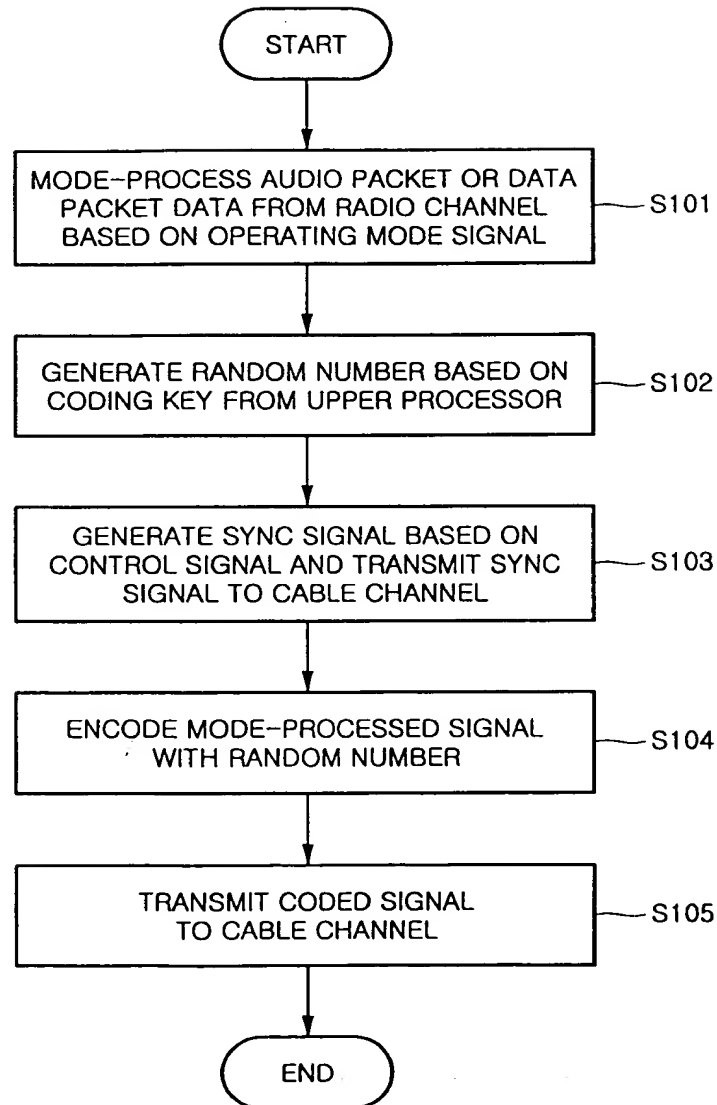 START
MODE-PROCESS AUDIO PACKET OR DATA
PACKET DATA FROM RADIO CHANNEL
BASED ON OPERATING MODE SIGNAL
S101
GENERATE RANDOM NUMBER BASED ON
CODING KEY FROM UPPER PROCESSOR
S102
GENERATE SYNC SIGNAL BASED ON
CONTROL SIGNAL AND TRANSMIT SYNC
SIGNAL TO CABLE CHANNEL
S103
ENCODE MODE-PROCESSED SIGNAL
WITH RANDOM NUMBER
S104
TRANSMIT CODED SIGNAL
TO CABLE CHANNEL
S105
END